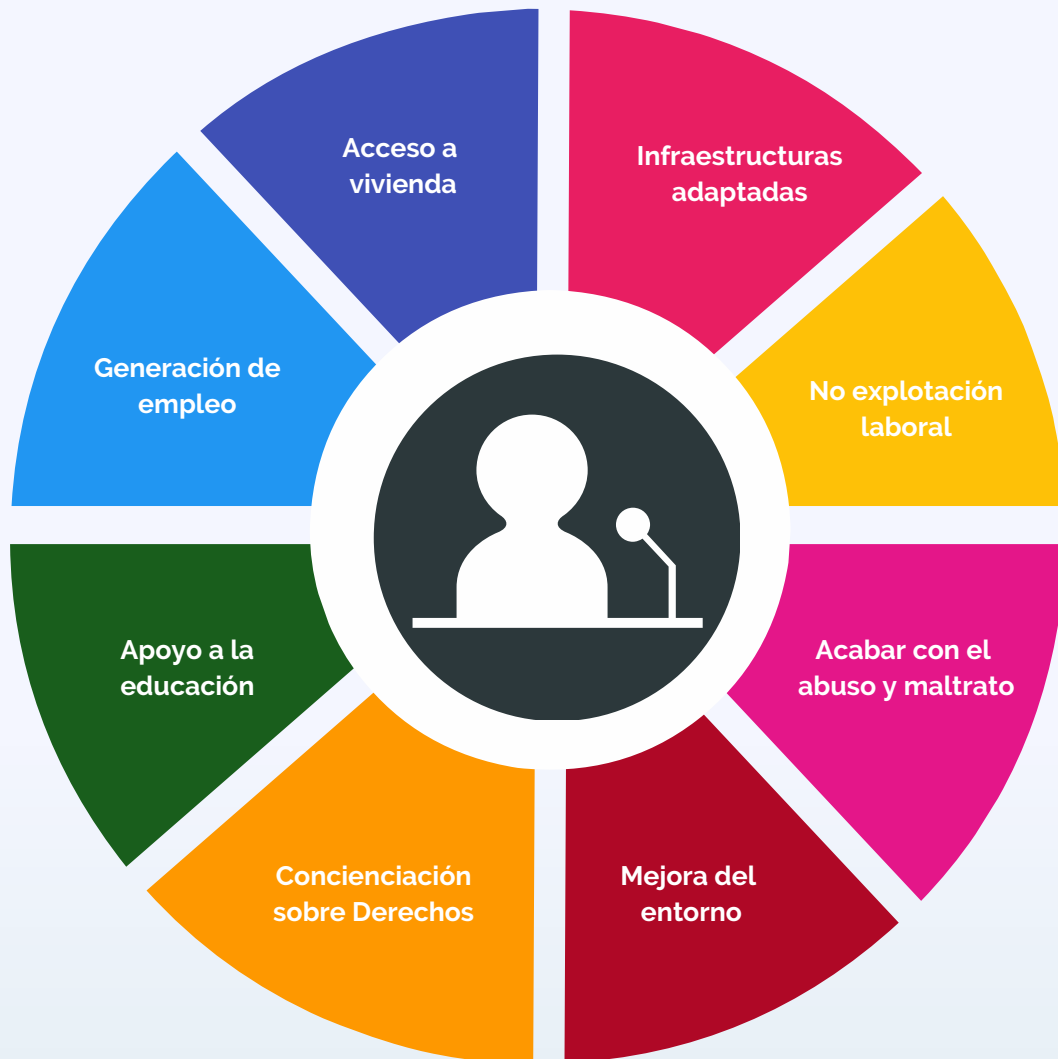 Acceso a
vivienda
Infraestructuras
adaptadas
Generación de
empleo
No explotación
laboral
Apoyo a la
educación
Acabar con el
abuso y maltrato
Concienciación
sobre Derechos
Mejora del
entorno